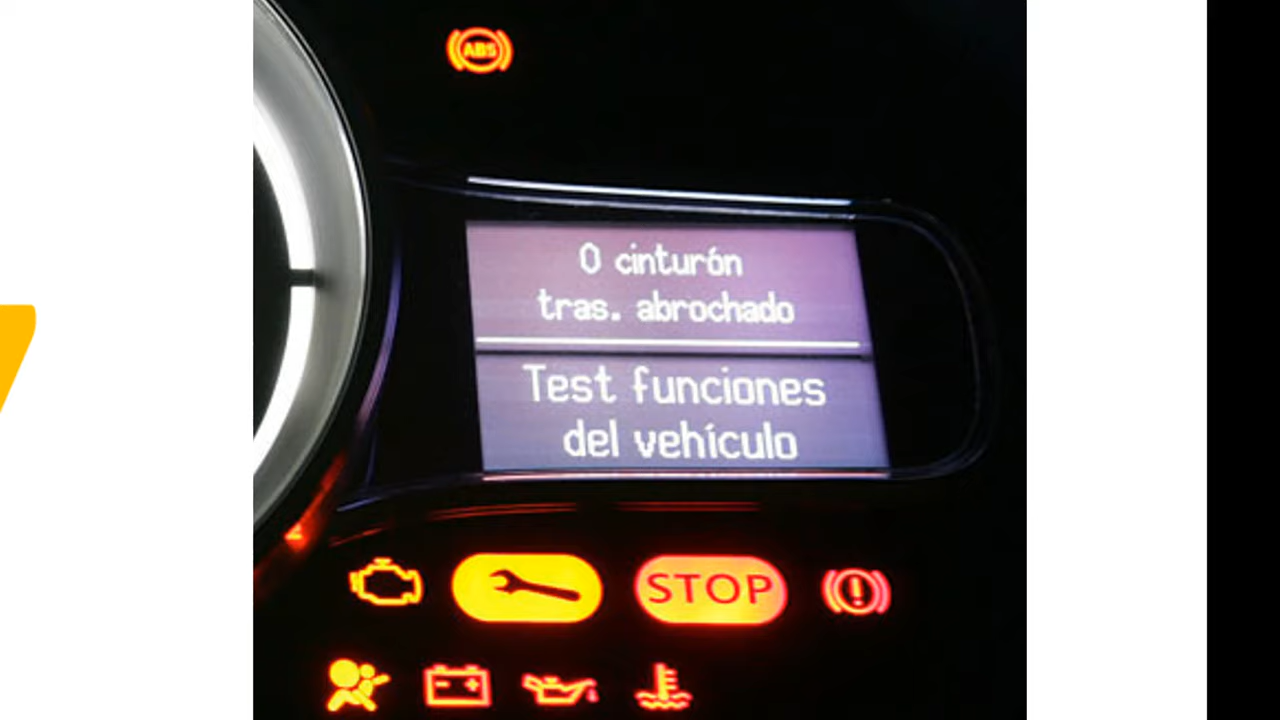 ABS
0 cinturón
tras. abrochado
Test funciones
del vehículo
STOP